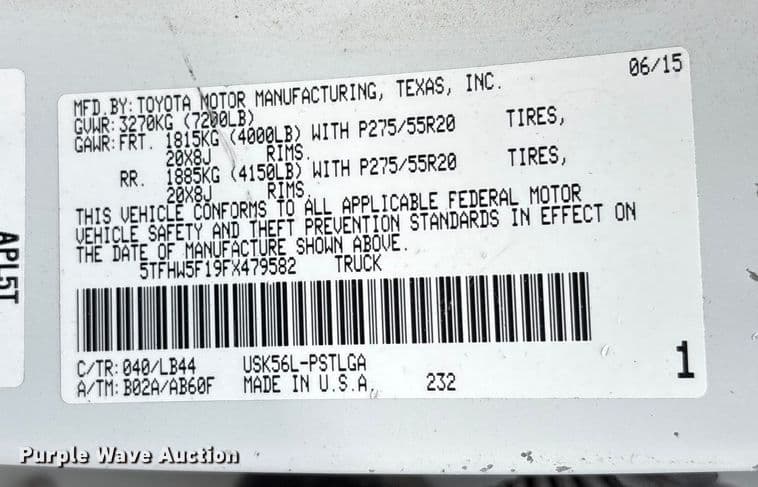 MFD.BY:TOYOTA MOTOR MANUFACTURING, TEXAS, INC. 06/15
GVWR:3270KG (7200LB)
GAWR:FRT. 1815KG (4000LB) WITH P275/55R20 TIRES,
20X8J RIMS.
RR. 1885KG (4150LB) WITH P275/55R20 TIRES,
20X8J RIMS.
THIS VEHICLE CONFORMS TO ALL APPLICABLE FEDERAL MOTOR
VEHICLE SAFETY AND THEFT PREVENTION STANDARDS IN EFFECT ON
THE DATE OF MANUFACTURE SHOWN ABOVE.
5TFHW5F19FX479582 TRUCK
C/TR:040/LB44 USK56L-PSTLGA
A/TM:B02A/AB60F MADE IN U.S.A. 232
1
APL5T
Purple Wave Auction